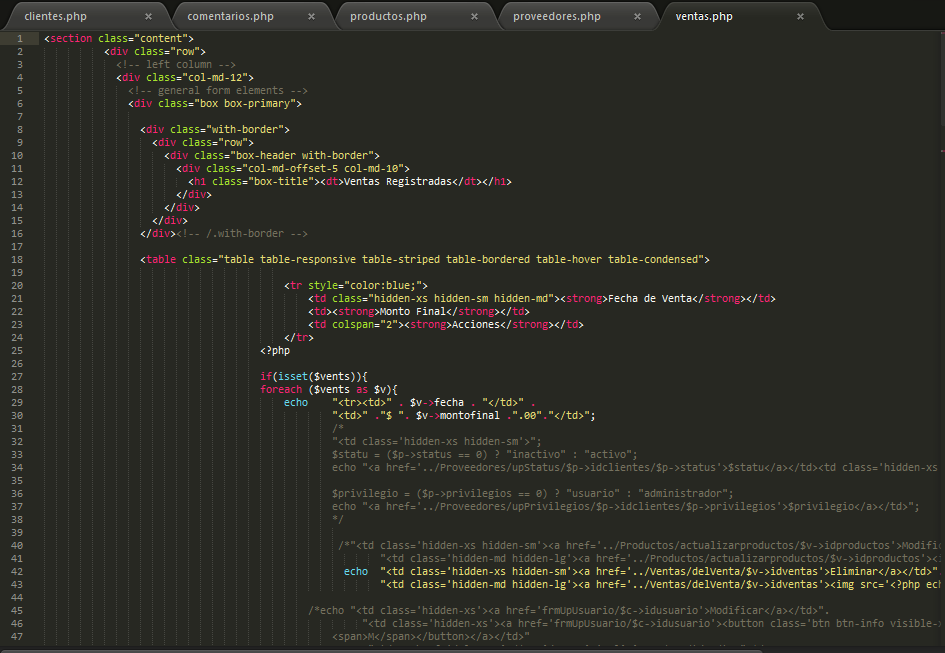 clientes.php × comentarios.php × productos.php × proveedores.php × ventas.php ×
1 <section class="content">
2 <div class="row">
3 <!-- left column -->
4 <div class="col-md-12">
5 <!-- general form elements -->
6 <div class="box box-primary">
7
8 <div class="with-border">
9 <div class="row">
10 <div class="box-header with-border">
11 <div class="col-md-offset-5 col-md-10">
12 <h1 class="box-title"><dt>Ventas Registradas</dt></h1>
13 </div>
14 </div>
15 </div>
16 </div><!-- /.with-border -->
17
18 <table class="table table-responsive table-striped table-bordered table-hover table-condensed">
19
20 <tr style="color:blue;">
21 <td class="hidden-xs hidden-sm hidden-md"><strong>Fecha de Venta</strong></td>
22 <td><strong>Monto Final</strong></td>
23 <td colspan="2"><strong>Acciones</strong></td>
24 </tr>
25 <?php
26
27 if(isset($vents)){
28 foreach ($vents as $v){
29 echo "<tr><td>" . $v->fecha . "</td>" .
30 "<td>" ."$ ". $v->montofinal .".00"."</td>";
31 /*
32 "<td class='hidden-xs hidden-sm'>";
33 $statu = ($p->status == 0) ? "inactivo" : "activo";
34 echo "<a href='../Proveedores/upStatus/$p->idclientes/$p->status'>$statu</a></td><td class='hidden-xs
35
36 $privilegio = ($p->privilegios == 0) ? "usuario" : "administrador";
37 echo "<a href='../Proveedores/upPrivilegios/$p->idclientes/$p->privilegios'>$privilegio</a></td>";
38 */
39
40 /*"<td class='hidden-xs hidden-sm'><a href='../Productos/actualizarproductos/$v->idproductos'>Modifi
41 "<td class='hidden-md hidden-lg'><a href='../Productos/actualizarproductos/$v->idproductos'><
42 echo "<td class='hidden-xs hidden-sm'><a href='../Ventas/delVenta/$v->idventas'>Eliminar</a></td>"
43 "<td class='hidden-md hidden-lg'><a href='../Ventas/delVenta/$v->idventas'><img src='<?php ec
44
45 /*echo "<td class='hidden-xs'><a href='frmUpUsuario/$c->idusuario'>Modificar</a></td>".
46 "<td class='hidden-xs'><a href='frmUpUsuario/$c->idusuario'><button class='btn btn-info visible-
47 <span>M</span></button></a></td>"